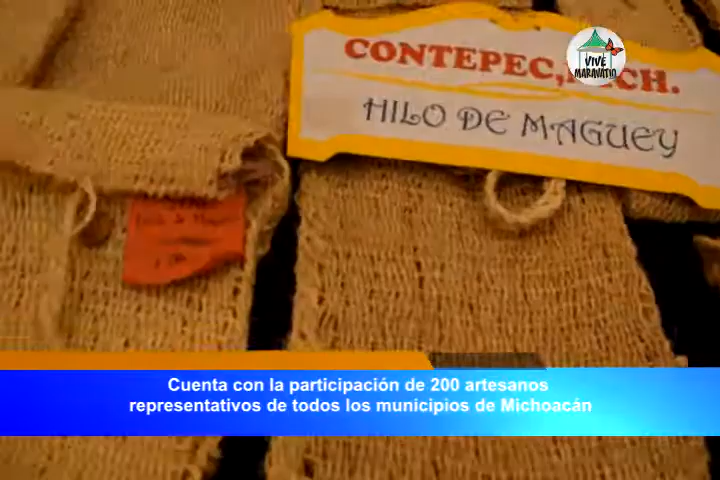 CONTEPEC,
HILO DE MAGUEY
VIVE
MARAVATÍO
Cuenta con la participación de 200 artesanos
representativos de todos los municipios de Michoacán